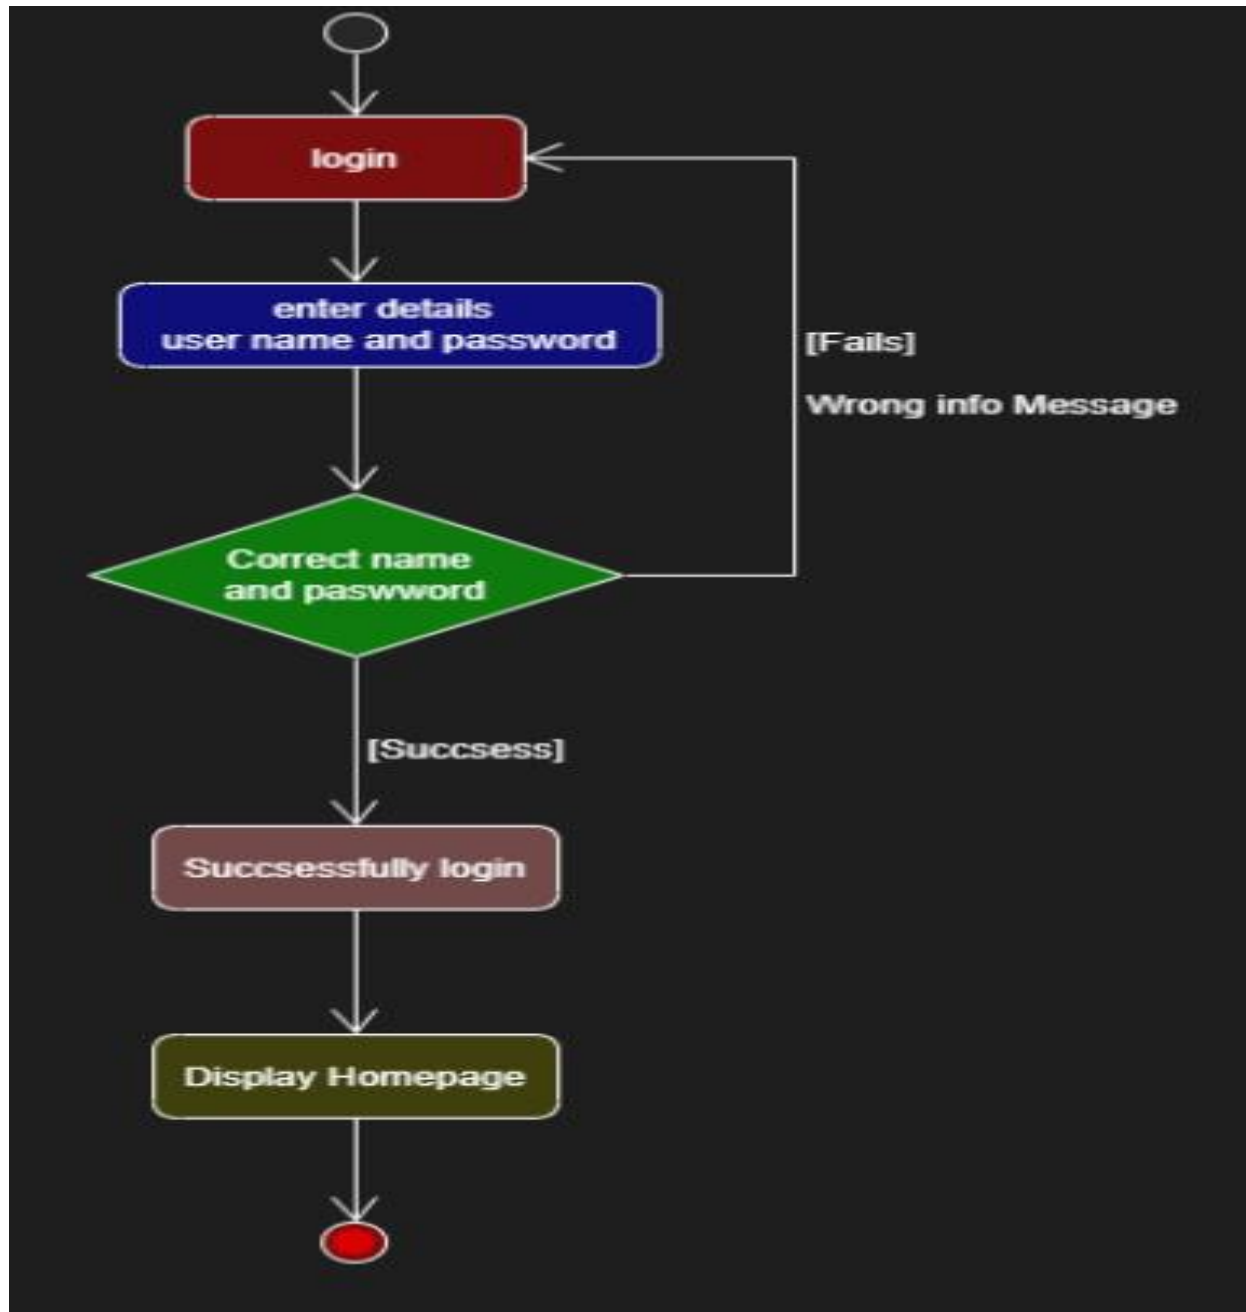 login
enter details
user name and password
[Fails]
Wrong info Message
Correct name
and paswword
[Succsess]
Succsessfully login
Display Homepage